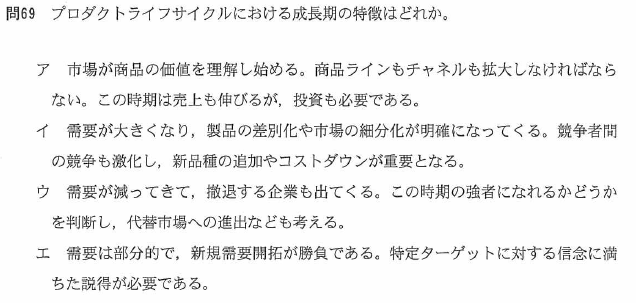 問69 プロダクトライフサイクルにおける成長期の特徴はどれか。
ア 市場が商品の価値を理解し始める。商品ラインもチャネルも拡大しなければなら
ない。この時期は売上も伸びるが，投資も必要である。
イ 需要が大きくなり，製品の差別化や市場の細分化が明確になってくる。競争者間
の競争も激化し，新品種の追加やコストダウンが重要となる。
ウ 需要が減ってきて，撤退する企業も出てくる。この時期の強者になれるかどうか
を判断し，代替市場への進出なども考える。
エ 需要は部分的で，新規需要開拓が勝負である。特定ターゲットに対する信念に満
ちた説得が必要である。